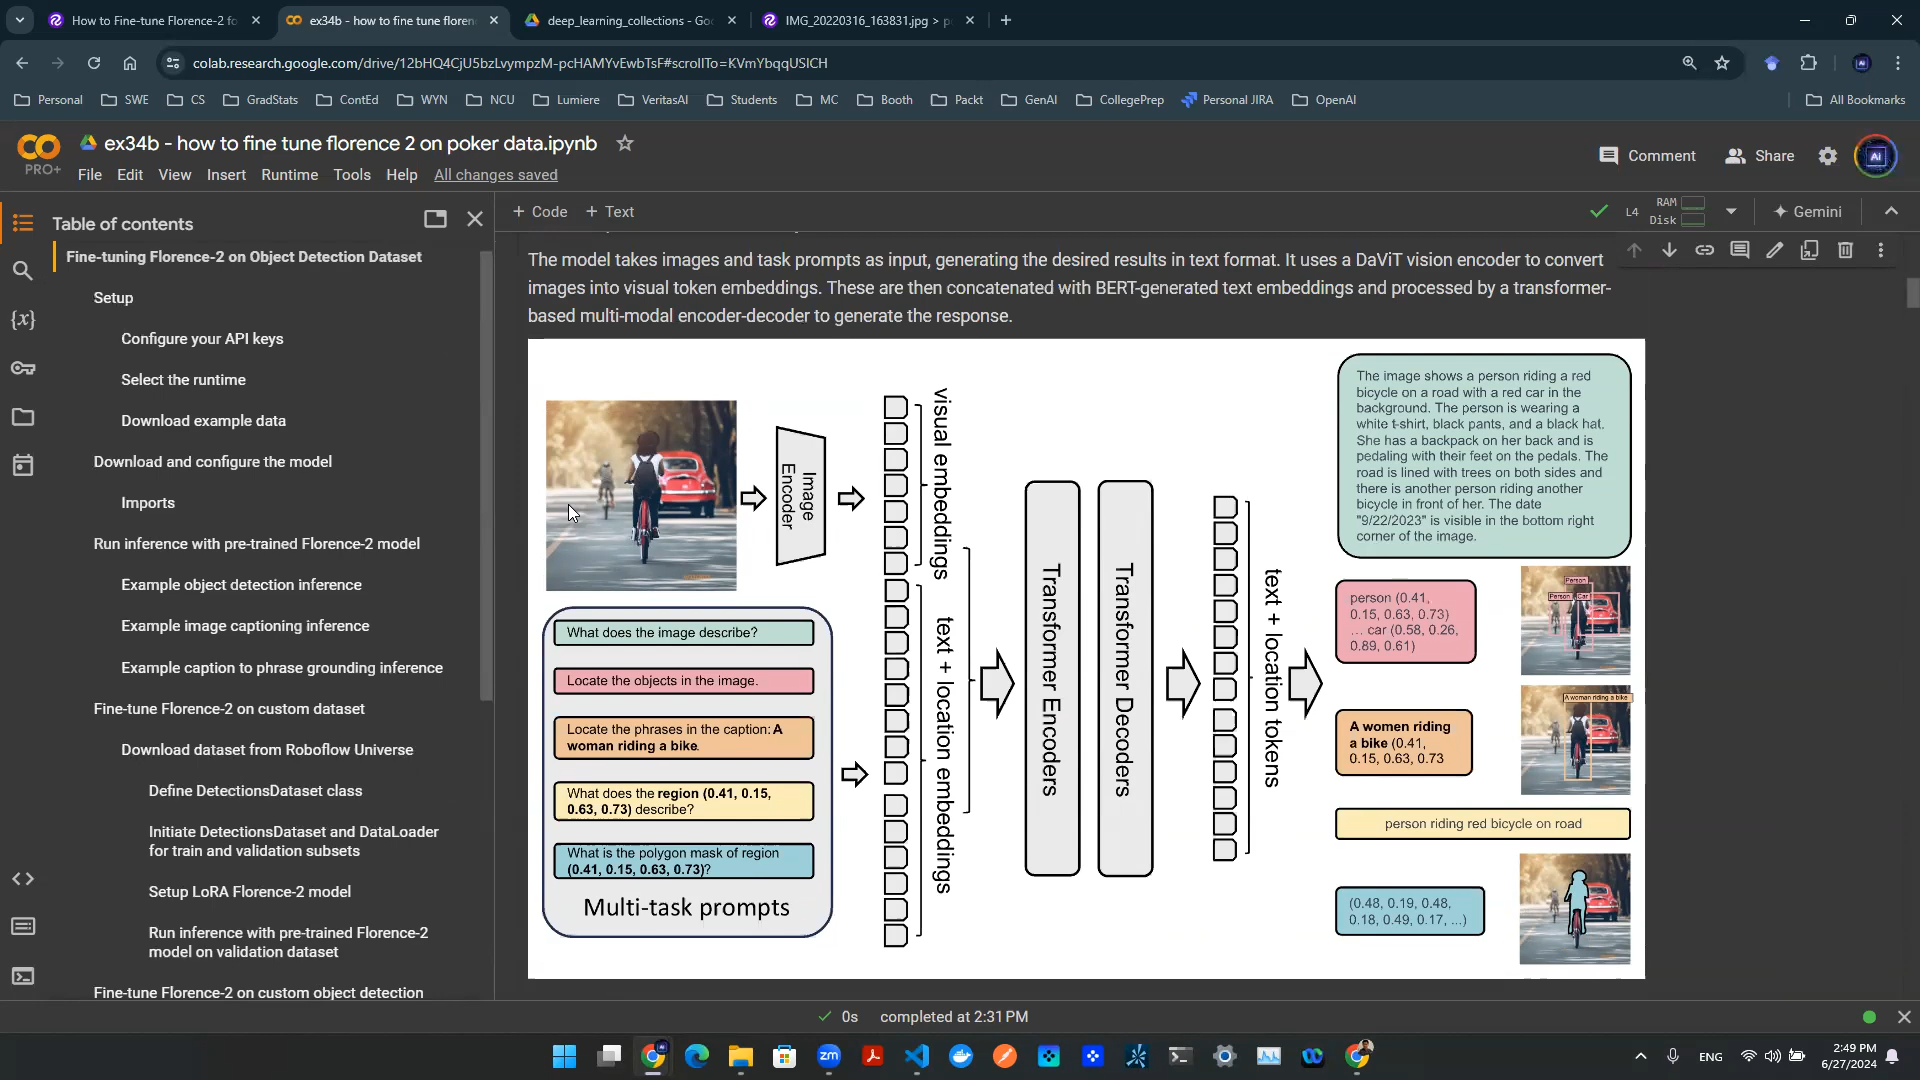 How to Fine-tune Florence-2 fo
ex34b - how to fine tune floren
deep_learning_collections - Goo
IMG_20220316_163831.jpg > p
colab.research.google.com/drive/12bHQ4CjU5bzLvympzM-pcHAMYvEwbTsF#scrollTo=KVmYbqqUSICH
Personal
SWE
CS
GradStats
ContEd
WYN
NCU
Lumiere
VeritasAI
Students
MC
Booth
Packt
GenAI
CollegePrep
Personal JIRA
OpenAI
All Bookmarks
PRO+
ex34b - how to fine tune florence 2 on poker data.ipynb
File Edit View Insert Runtime Tools Help All changes saved
Comment
Share
Ai
Table of contents
Fine-tuning Florence-2 on Object Detection Dataset
Setup
Configure your API keys
Select the runtime
Download example data
Download and configure the model
Imports
Run inference with pre-trained Florence-2 model
Example object detection inference
Example image captioning inference
Example caption to phrase grounding inference
Fine-tune Florence-2 on custom dataset
Download dataset from Roboflow Universe
Define DetectionsDataset class
Initiate DetectionsDataset and DataLoader
for train and validation subsets
Setup LoRA Florence-2 model
Run inference with pre-trained Florence-2
model on validation dataset
Fine-tune Florence-2 on custom object detection
+ Code + Text
L4
RAM
Disk
Gemini
The model takes images and task prompts as input, generating the desired results in text format. It uses a DaViT vision encoder to convert
images into visual token embeddings. These are then concatenated with BERT-generated text embeddings and processed by a transformer-
based multi-modal encoder-decoder to generate the response.
Image
Encoder
visual embeddings
text + location embeddings
What does the image describe?
Locate the objects in the image.
Locate the phrases in the caption: A
woman riding a bike.
What does the region (0.41, 0.15,
0.63, 0.73) describe?
What is the polygon mask of region
(0.41, 0.15, 0.63, 0.73)?
Multi-task prompts
Transformer Encoders
Transformer Decoders
text + location tokens
The image shows a person riding a red
bicycle on a road with a red car in the
background. The person is wearing a
white t-shirt, black pants, and a black hat.
She has a backpack on her back and is
pedaling with their feet on the pedals. The
road is lined with trees on both sides and
there is another person riding another
bicycle in front of her. The date
"9/22/2023" is visible in the bottom right
corner of the image.
person (0.41,
0.15, 0.63, 0.73)
... car (0.58, 0.26,
0.89, 0.61)
Person
Person
Car
A women riding
a bike (0.41,
0.15, 0.63, 0.73
A woman riding a bike
person riding red bicycle on road
(0.48, 0.19, 0.48,
0.18, 0.49, 0.17, ...)
0s completed at 2:31 PM
zm
ENG
2:49 PM
6/27/2024